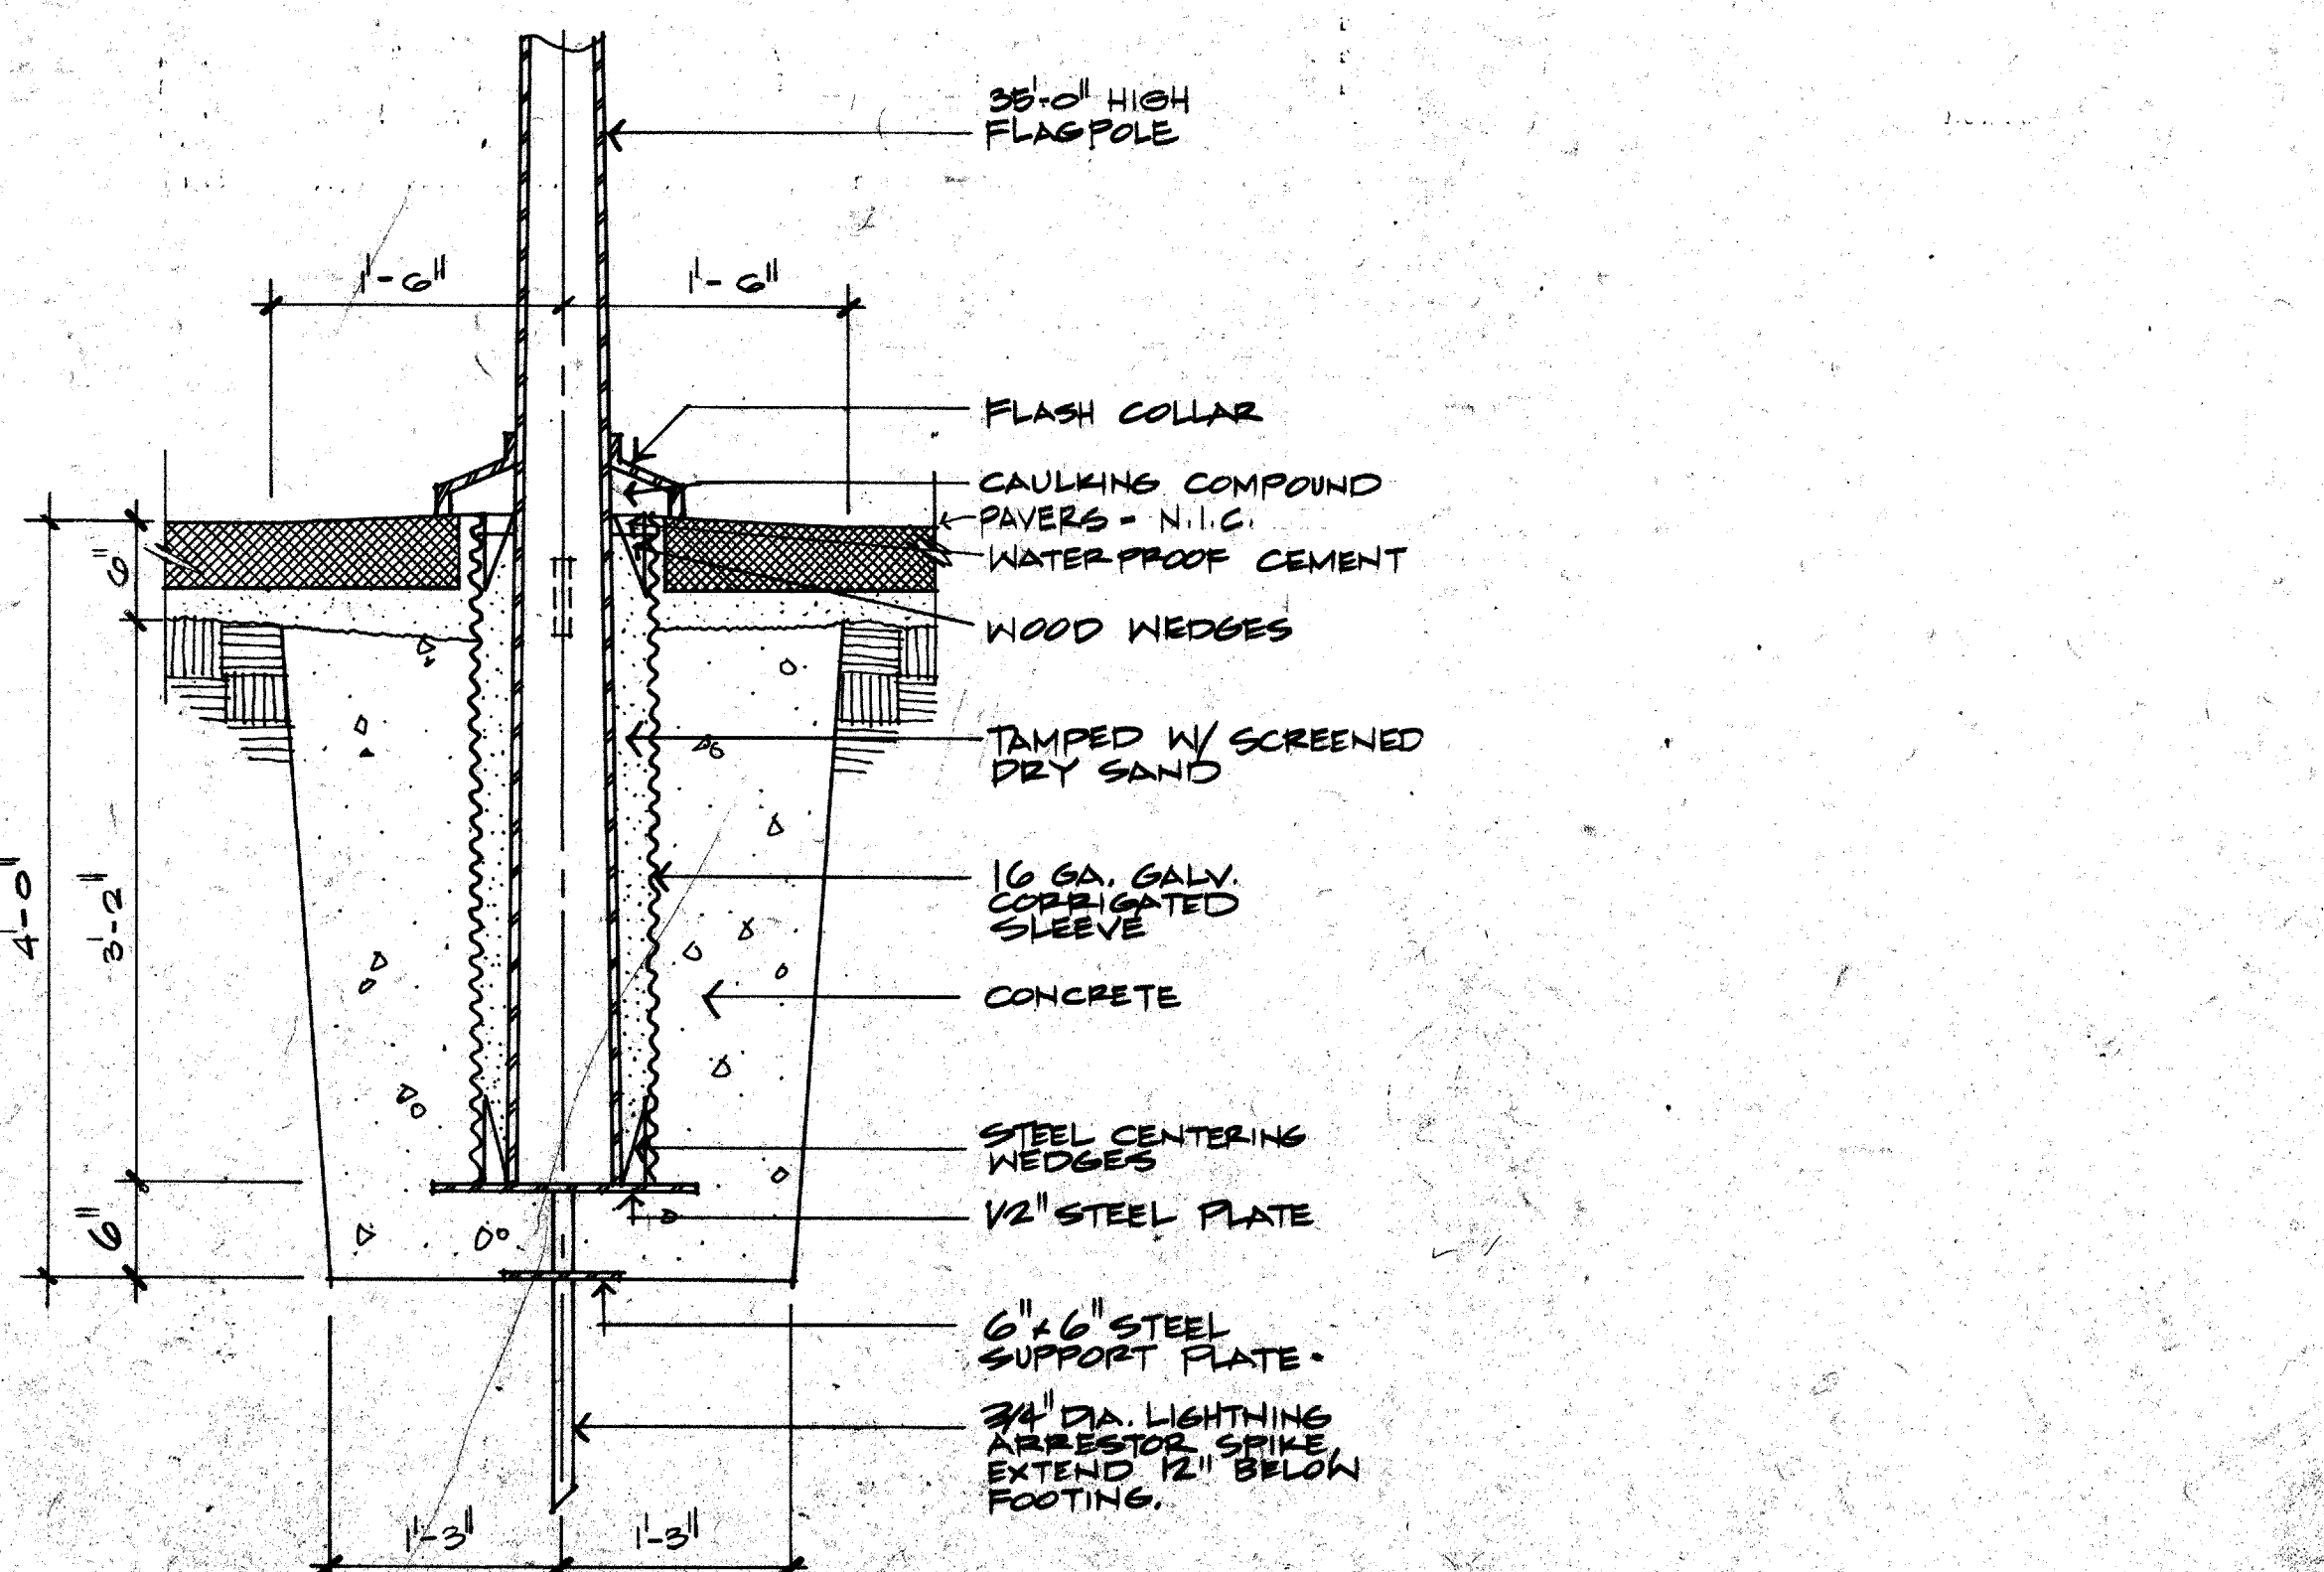 35'-0" HIGH
FLAGPOLE
1'-6" 1'-6"
FLASH COLLAR
CAULKING COMPOUND
PAVERS - N.I.C.
WATERPROOF CEMENT
WOOD WEDGES
TAMPED W/ SCREENED
DRY SAND
16 GA. GALV.
CORRIGATED
SLEEVE
CONCRETE
4'-0"
3'-2"
6"
STEEL CENTERING
WEDGES
1/2" STEEL PLATE
6" x 6" STEEL
SUPPORT PLATE.
3/4" DIA. LIGHTNING
ARRESTOR SPIKE,
EXTEND 12" BELOW
FOOTING.
1'-3" 1'-3"